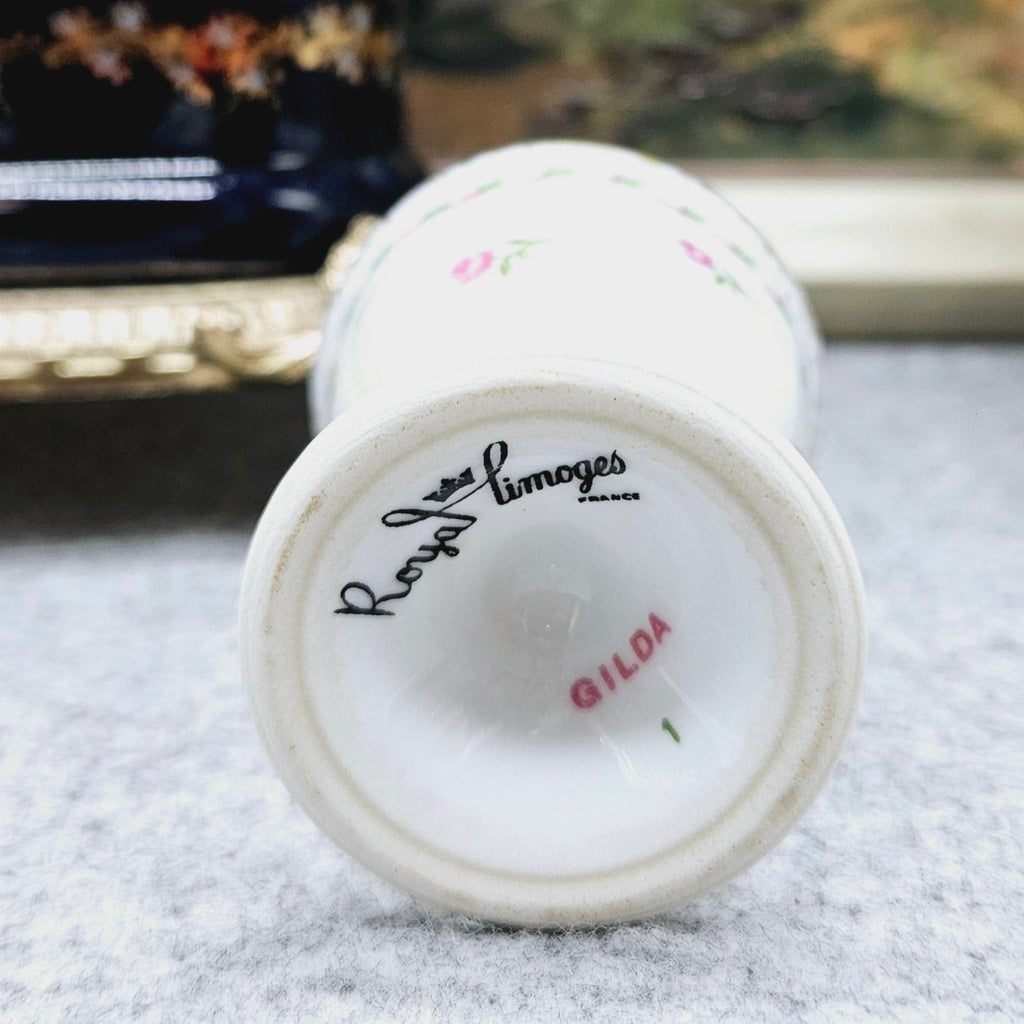 Royal Limoges
FRANCE
GILDA
1